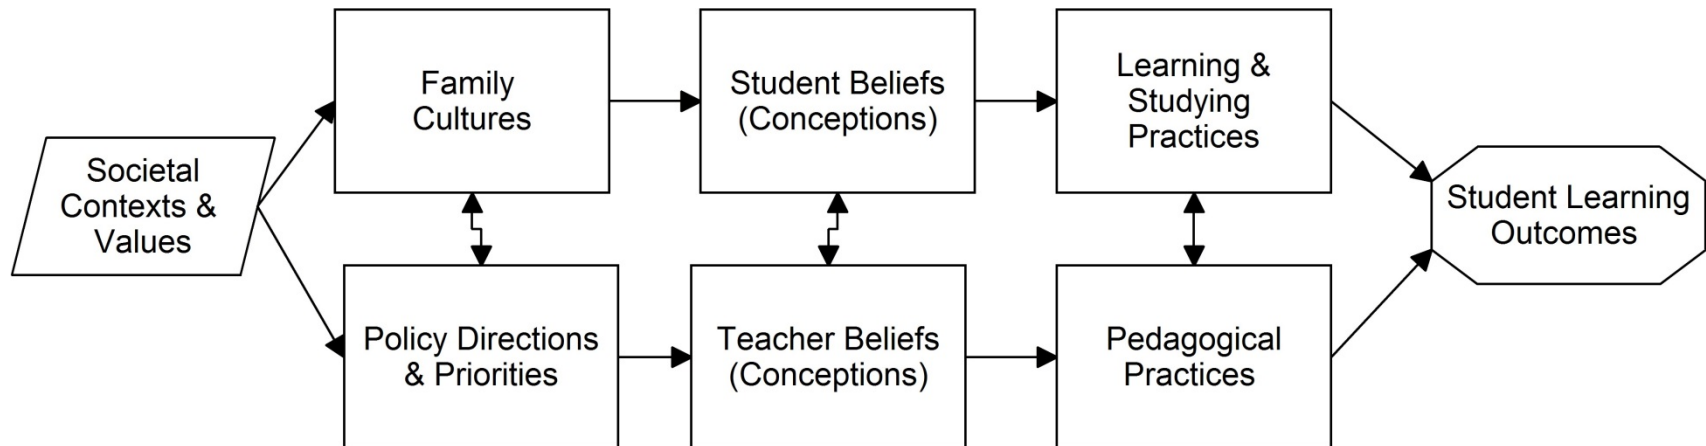 Societal
Contexts &
Values
Family
Cultures
Student Beliefs
(Conceptions)
Learning &
Studying
Practices
Policy Directions
& Priorities
Teacher Beliefs
(Conceptions)
Pedagogical
Practices
Student Learning
Outcomes